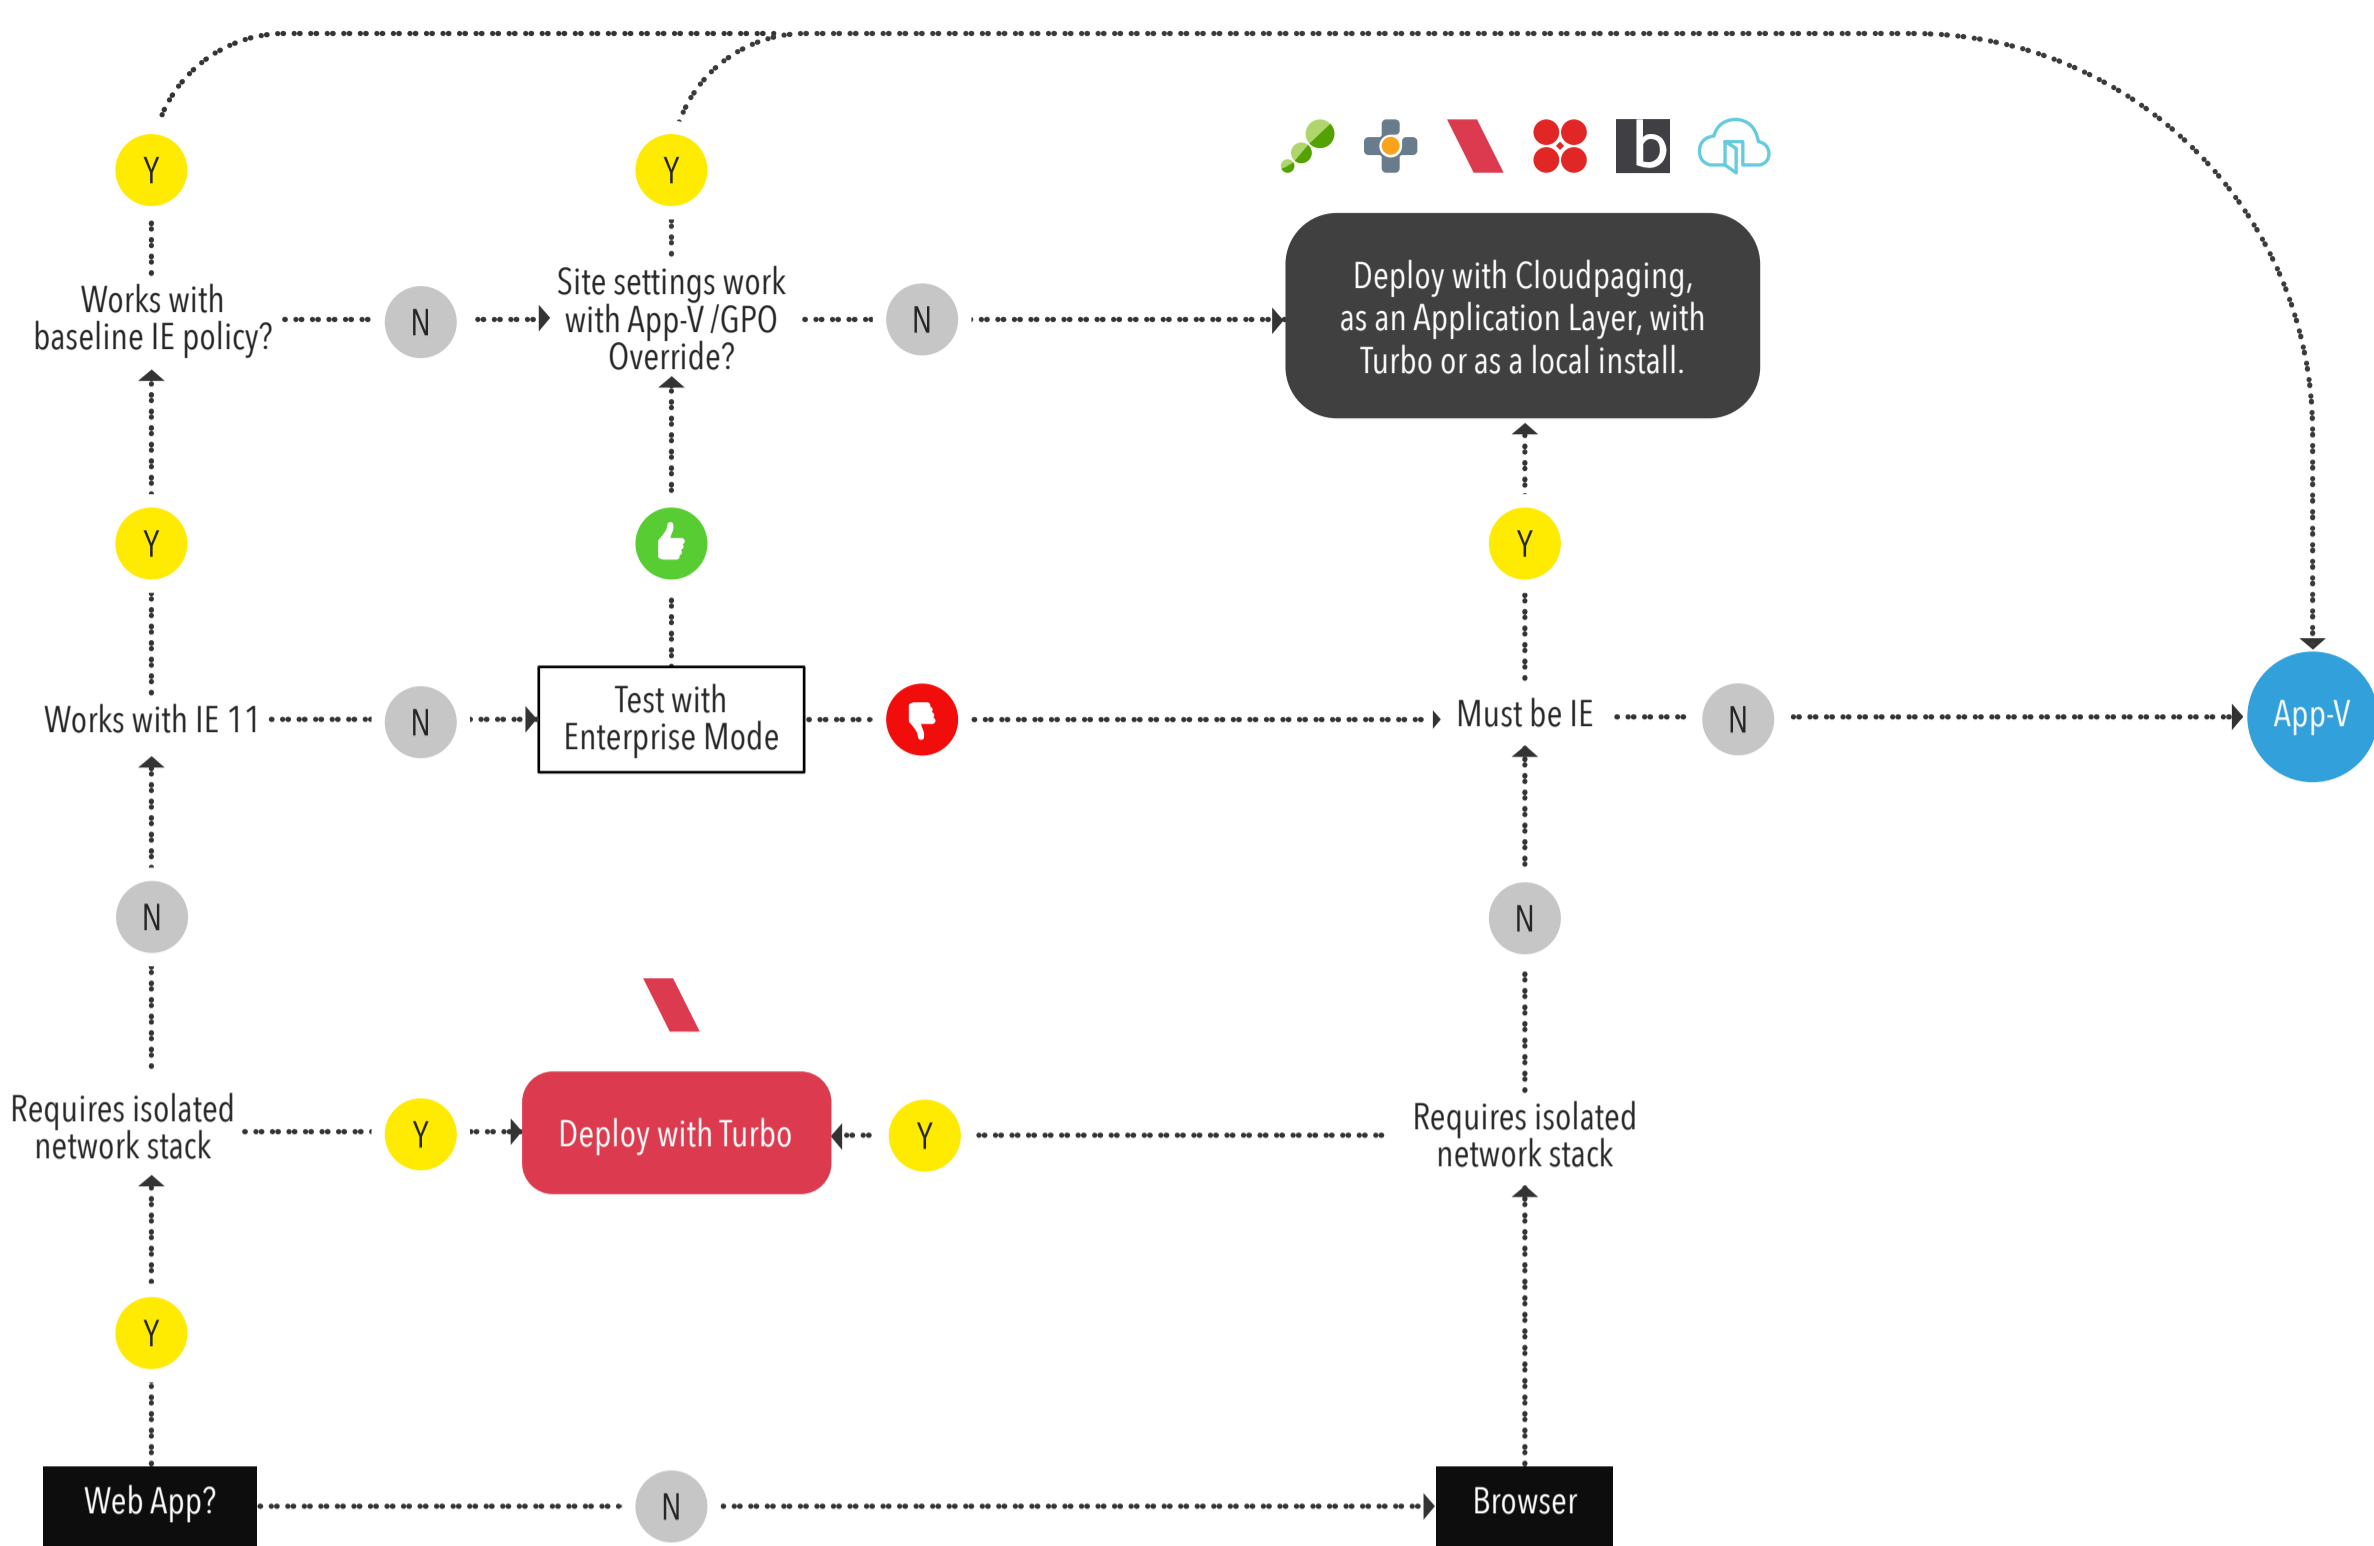 Y
Y
b
Works with
baseline IE policy?
N
Site settings work
with App-V /GPO
Override?
N
Deploy with Cloudpaging,
as an Application Layer, with
Turbo or as a local install.
Y
Y
Works with IE 11
N
Test with
Enterprise Mode
Must be IE
N
App-V
N
N
Requires isolated
network stack
Y
Deploy with Turbo
Y
Requires isolated
network stack
Y
Web App?
N
Browser